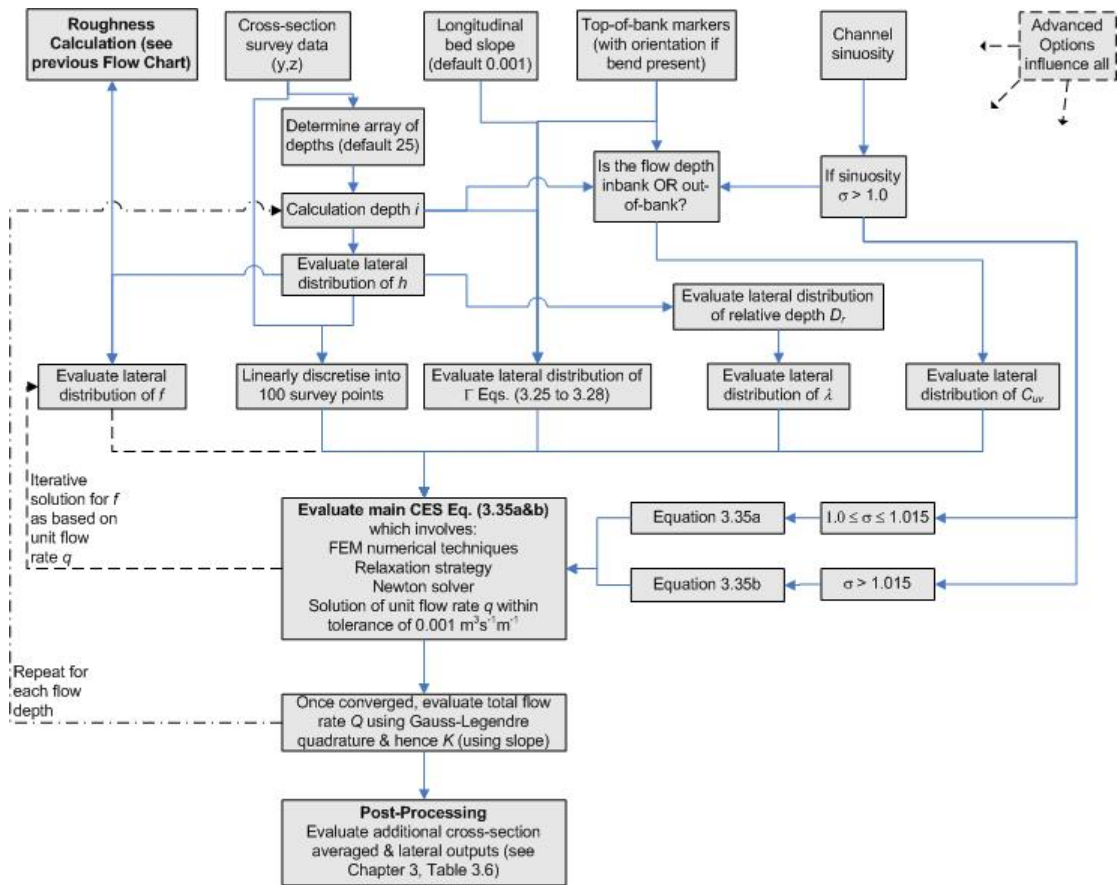 Roughness
Calculation (see
previous Flow Chart)
Cross-section
survey data
(y,z)
Longitudinal
bed slope
(default 0.001)
Top-of-bank markers
(with orientation if
bend present)
Channel
sinuosity
Advanced
Options
influence all
Determine array of
depths (default 25)
Is the flow depth
inbank OR out-
of-bank?
If sinuosity
σ > 1.0
Calculation depth i
Evaluate lateral
distribution of h
Evaluate lateral distribution
of relative depth Dr
Evaluate lateral
distribution of f
Linearly discretise into
100 survey points
Evaluate lateral distribution of
Γ Eqs. (3.25 to 3.28)
Evaluate lateral
distribution of λ
Evaluate lateral
distribution of Cuv
Iterative
solution for f
as based on
unit flow
rate q
Evaluate main CES Eq. (3.35a&b)
which involves:
FEM numerical techniques
Relaxation strategy
Newton solver
Solution of unit flow rate q within
tolerance of 0.001 m³s⁻¹m⁻¹
Equation 3.35a
1.0 ≤ σ ≤ 1.015
Equation 3.35b
σ > 1.015
Repeat for
each flow
depth
Once converged, evaluate total flow
rate Q using Gauss-Legendre
quadrature & hence K (using slope)
Post-Processing
Evaluate additional cross-section
averaged & lateral outputs (see
Chapter 3, Table 3.6)